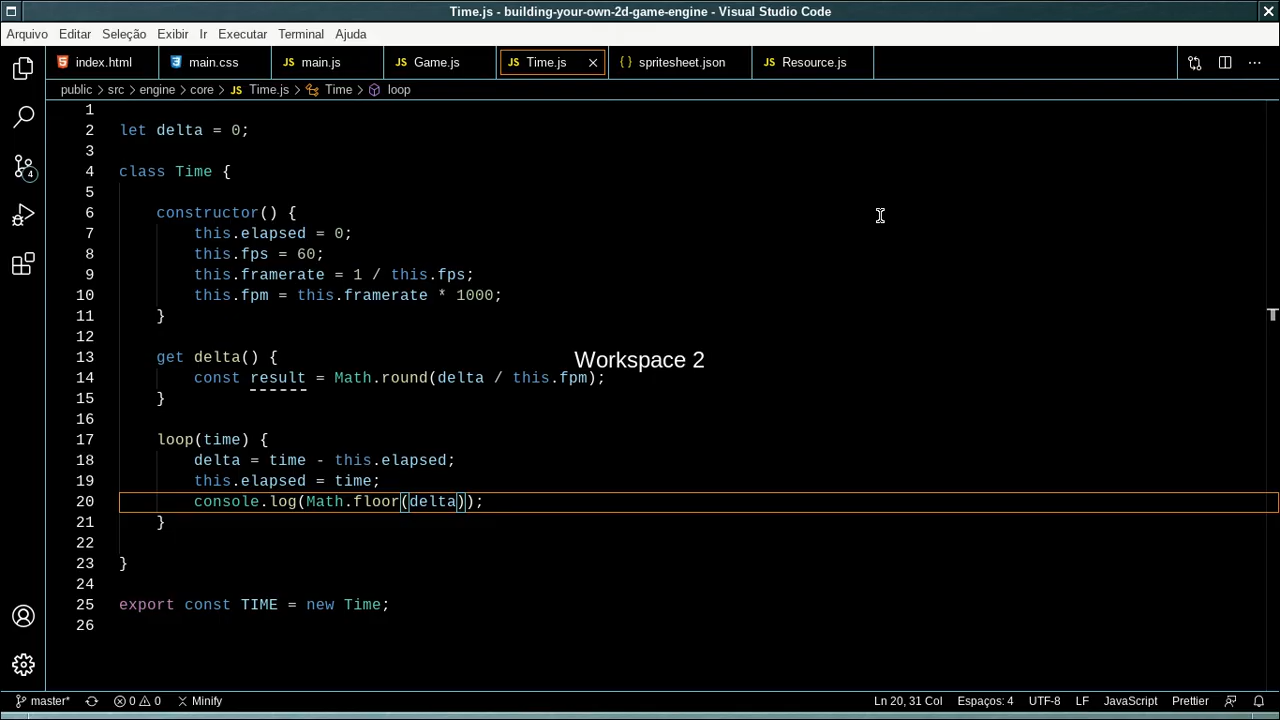 Time.js - building-your-own-2d-game-engine - Visual Studio Code
Arquivo Editar Seleção Exibir Ir Executar Terminal Ajuda
index.html main.css JS main.js JS Game.js JS Time.js {} spritesheet.json JS Resource.js
public > src > engine > core > JS Time.js > Time > loop
1
2 let delta = 0;
3
4 class Time {
5
6 constructor() {
7 this.elapsed = 0;
8 this.fps = 60;
9 this.framerate = 1 / this.fps;
10 this.fpm = this.framerate * 1000;
11 }
12
13 get delta() {
Workspace 2
14 const result = Math.round(delta / this.fpm);
15 }
16
17 loop(time) {
18 delta = time - this.elapsed;
19 this.elapsed = time;
20 console.log(Math.floor(delta));
21 }
22
23 }
24
25 export const TIME = new Time;
26
4
master* 0 0 Minify Ln 20, 31 Col Espaços: 4 UTF-8 LF JavaScript Prettier